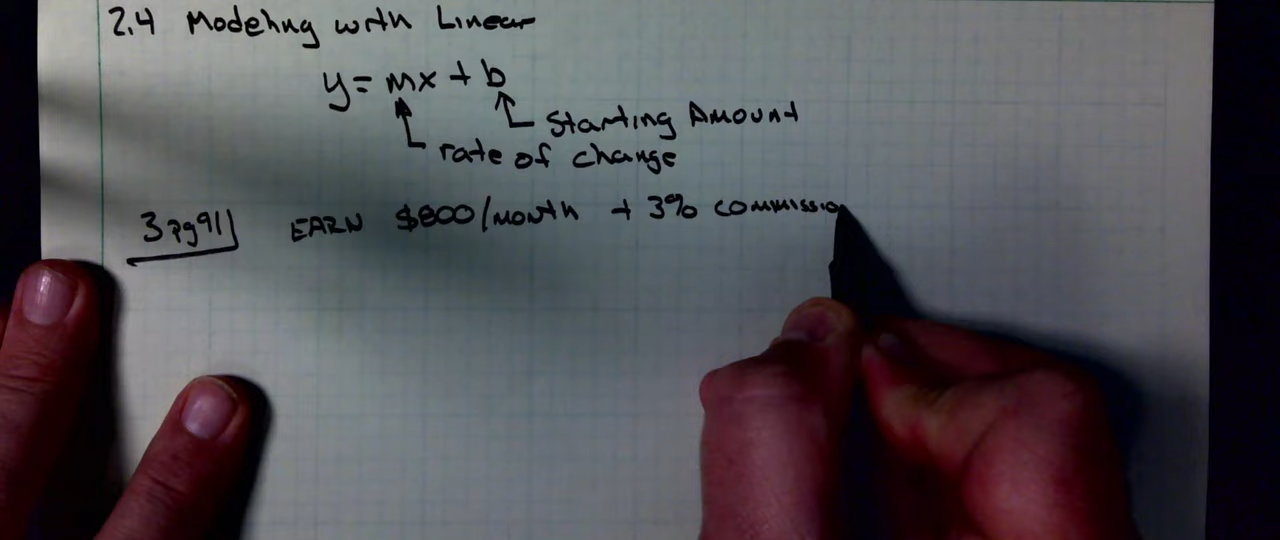 2.4 Modeling with Linear
y = mx + b
Starting Amount
rate of change
3 pg 91 EARN $800/MONTH + 3% COMMISSIO